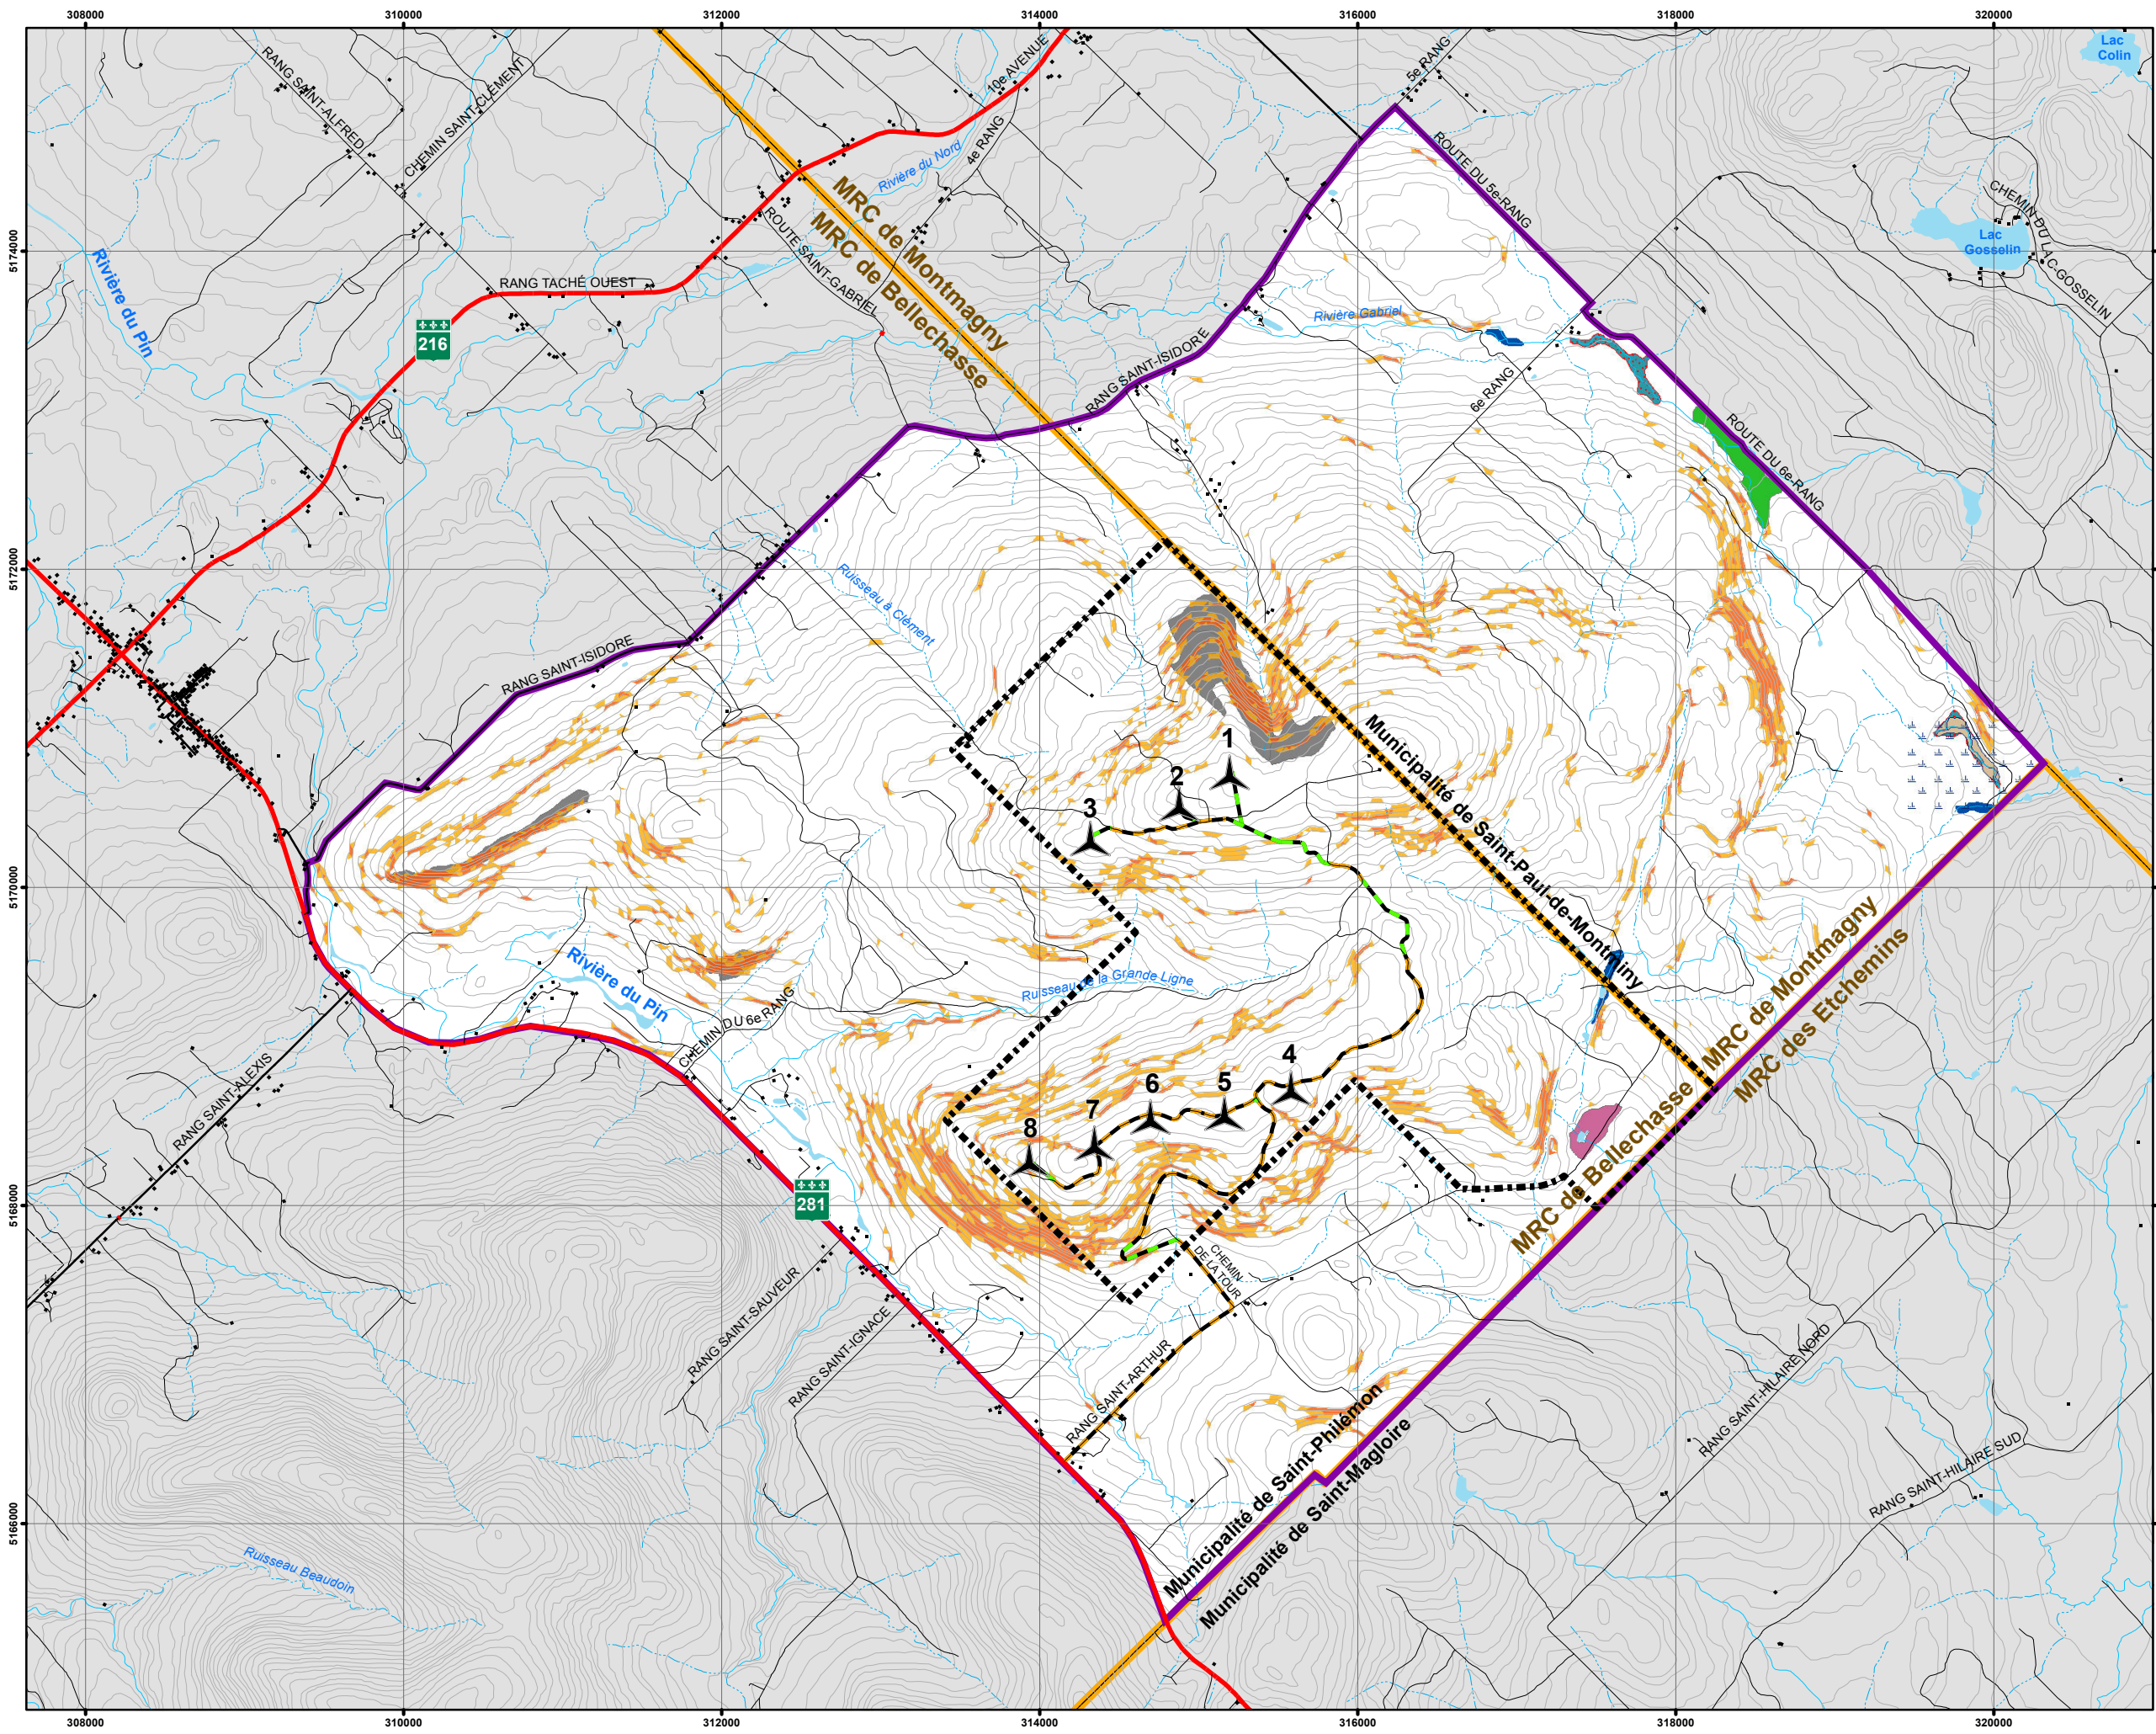 308000
310000
312000
314000
316000
318000
320000
Lac
Colin
RANG SAINT-ALFRED
CHEMIN SAINT-CLÉMENT
10e AVENUE
5e RANG
4e RANG
Rivière du Nord
ROUTE DU 5e-RANG
CHEMIN DU LAC-GOSSELIN
Lac
Gosselin
MRC de Montmagny
MRC de Bellechasse
ROUTE SAINT-GABRIEL
5174000
Rivière du Pin
RANG TACHÉ OUEST
216
Rivière Gabriel
RANG SAINT-ISIDORE
6e RANG
ROUTE DU 6e-RANG
5172000
Ruisseau à Clément
RANG SAINT-ISIDORE
Municipalité de Saint-Paul-de-Montminy
1
2
3
5170000
Rivière du Pin
Ruisseau de la Grande Ligne
CHEMIN DU 6e RANG
MRC de Montmagny
MRC des Etchemins
RANG SAINT-ALEXIS
4
5
6
7
8
MRC de Bellechasse
5168000
281
CHEMIN
DE LA TOUR
RANG SAINT-SAUVEUR
RANG SAINT-IGNACE
RANG SAINT-ARTHUR
RANG SAINT-HILAIRE NORD
RANG SAINT-HILAIRE SUD
Municipalité de Saint-Philémon
Municipalité de Saint-Magloire
5166000
Ruisseau Beaudoin
308000
310000
312000
314000
316000
318000
320000